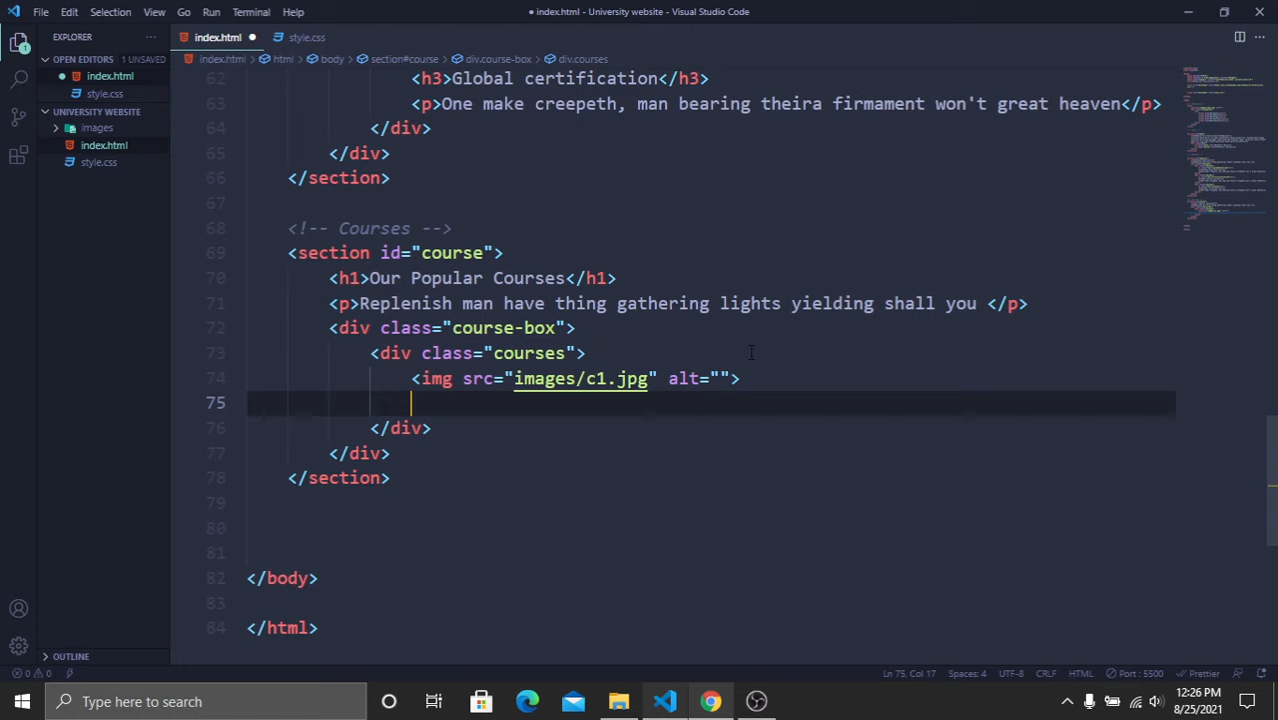 File Edit Selection View Go Run Terminal Help
● index.html - University website - Visual Studio Code
EXPLORER ...
index.html ●
style.css
OPEN EDITORS 1 UNSAVED
● index.html
style.css
UNIVERSITY WEBSITE
images
index.html
style.css
OUTLINE
1
index.html > html > body > section#course > div.course-box > div.courses
62 <h3>Global certification</h3>
63 <p>One make creepeth, man bearing theira firmament won't great heaven</p>
64 </div>
65 </div>
66 </section>
67
68 <!-- Courses -->
69 <section id="course">
70 <h1>Our Popular Courses</h1>
71 <p>Replenish man have thing gathering lights yielding shall you </p>
72 <div class="course-box">
73 <div class="courses">
74 <img src="images/c1.jpg" alt="">
75
76 </div>
77 </div>
78 </section>
79
80
81
82 </body>
83
84 </html>
0 0
Ln 75, Col 17 Spaces: 4 UTF-8 CRLF HTML Port : 5500 Prettier
Type here to search
12:26 PM
8/25/2021